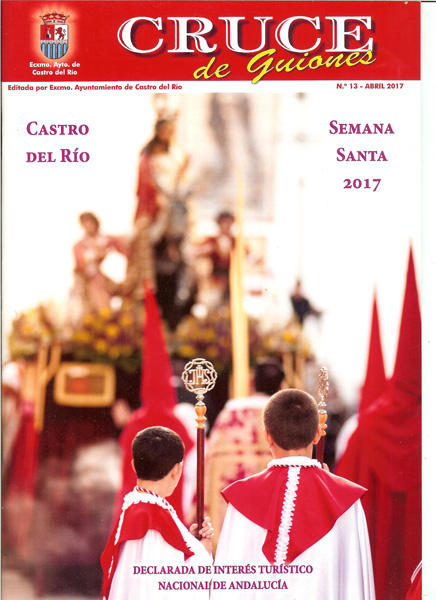 CRUCE
de Guiones
Excmo. Ayto. de
Castro del Río
Editada por Excmo. Ayuntamiento de Castro del Río
N.º 13 - ABRIL 2017
CASTRO
DEL RÍO
SEMANA
SANTA
2017
JHS
DECLARADA DE INTERÉS TURÍSTICO
NACIONAL DE ANDALUCÍA